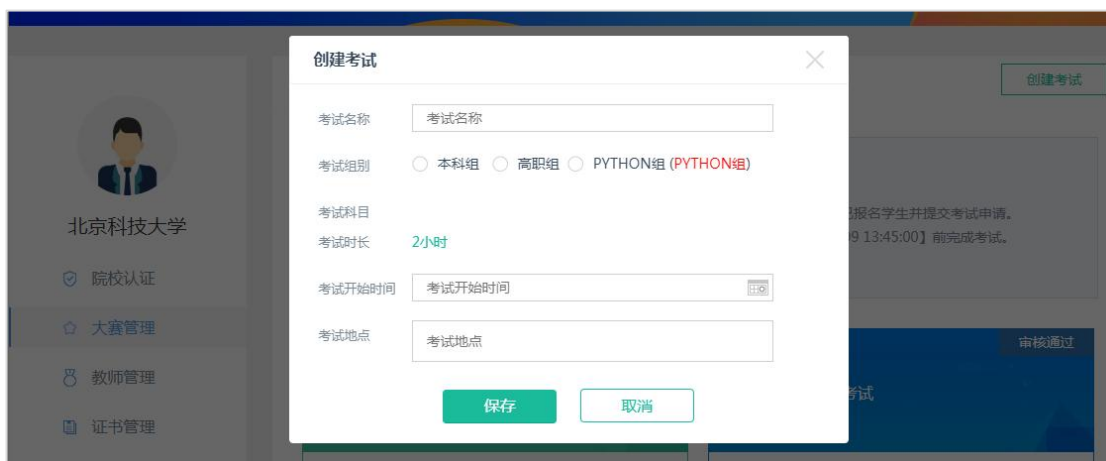 创建考试
创建考试
考试名称 考试名称
考试组别 本科组 高职组 PYTHON组 (PYTHON组)
考试科目
考试时长 2小时
考试开始时间 考试开始时间
考试地点 考试地点
保存 取消
北京科技大学
院校认证
大赛管理
教师管理
证书管理
报名学生并提交考试申请。
9 13:45:00】前完成考试。
审核通过
考试